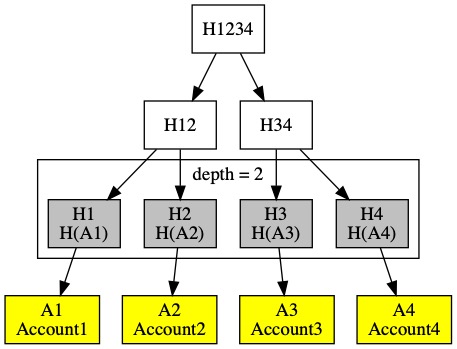 H1234
H12
H34
depth = 2
H1
H(A1)
H2
H(A2)
H3
H(A3)
H4
H(A4)
A1
Account1
A2
Account2
A3
Account3
A4
Account4